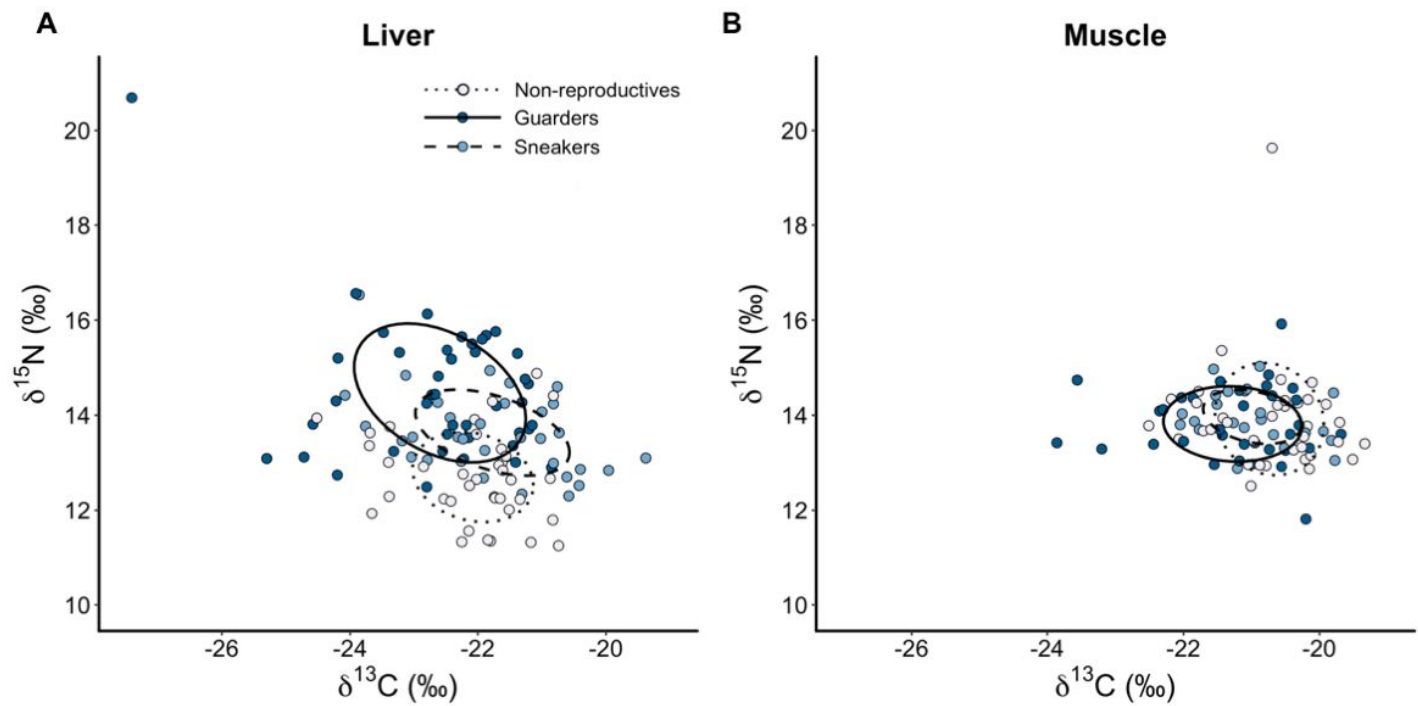 A
Liver
Non-reproductives
Guarders
Sneakers
δ¹⁵N (‰)
20
18
16
14
12
10
-26
-24
-22
-20
δ¹³C (‰)
B
Muscle
δ¹⁵N (‰)
20
18
16
14
12
10
-26
-24
-22
-20
δ¹³C (‰)